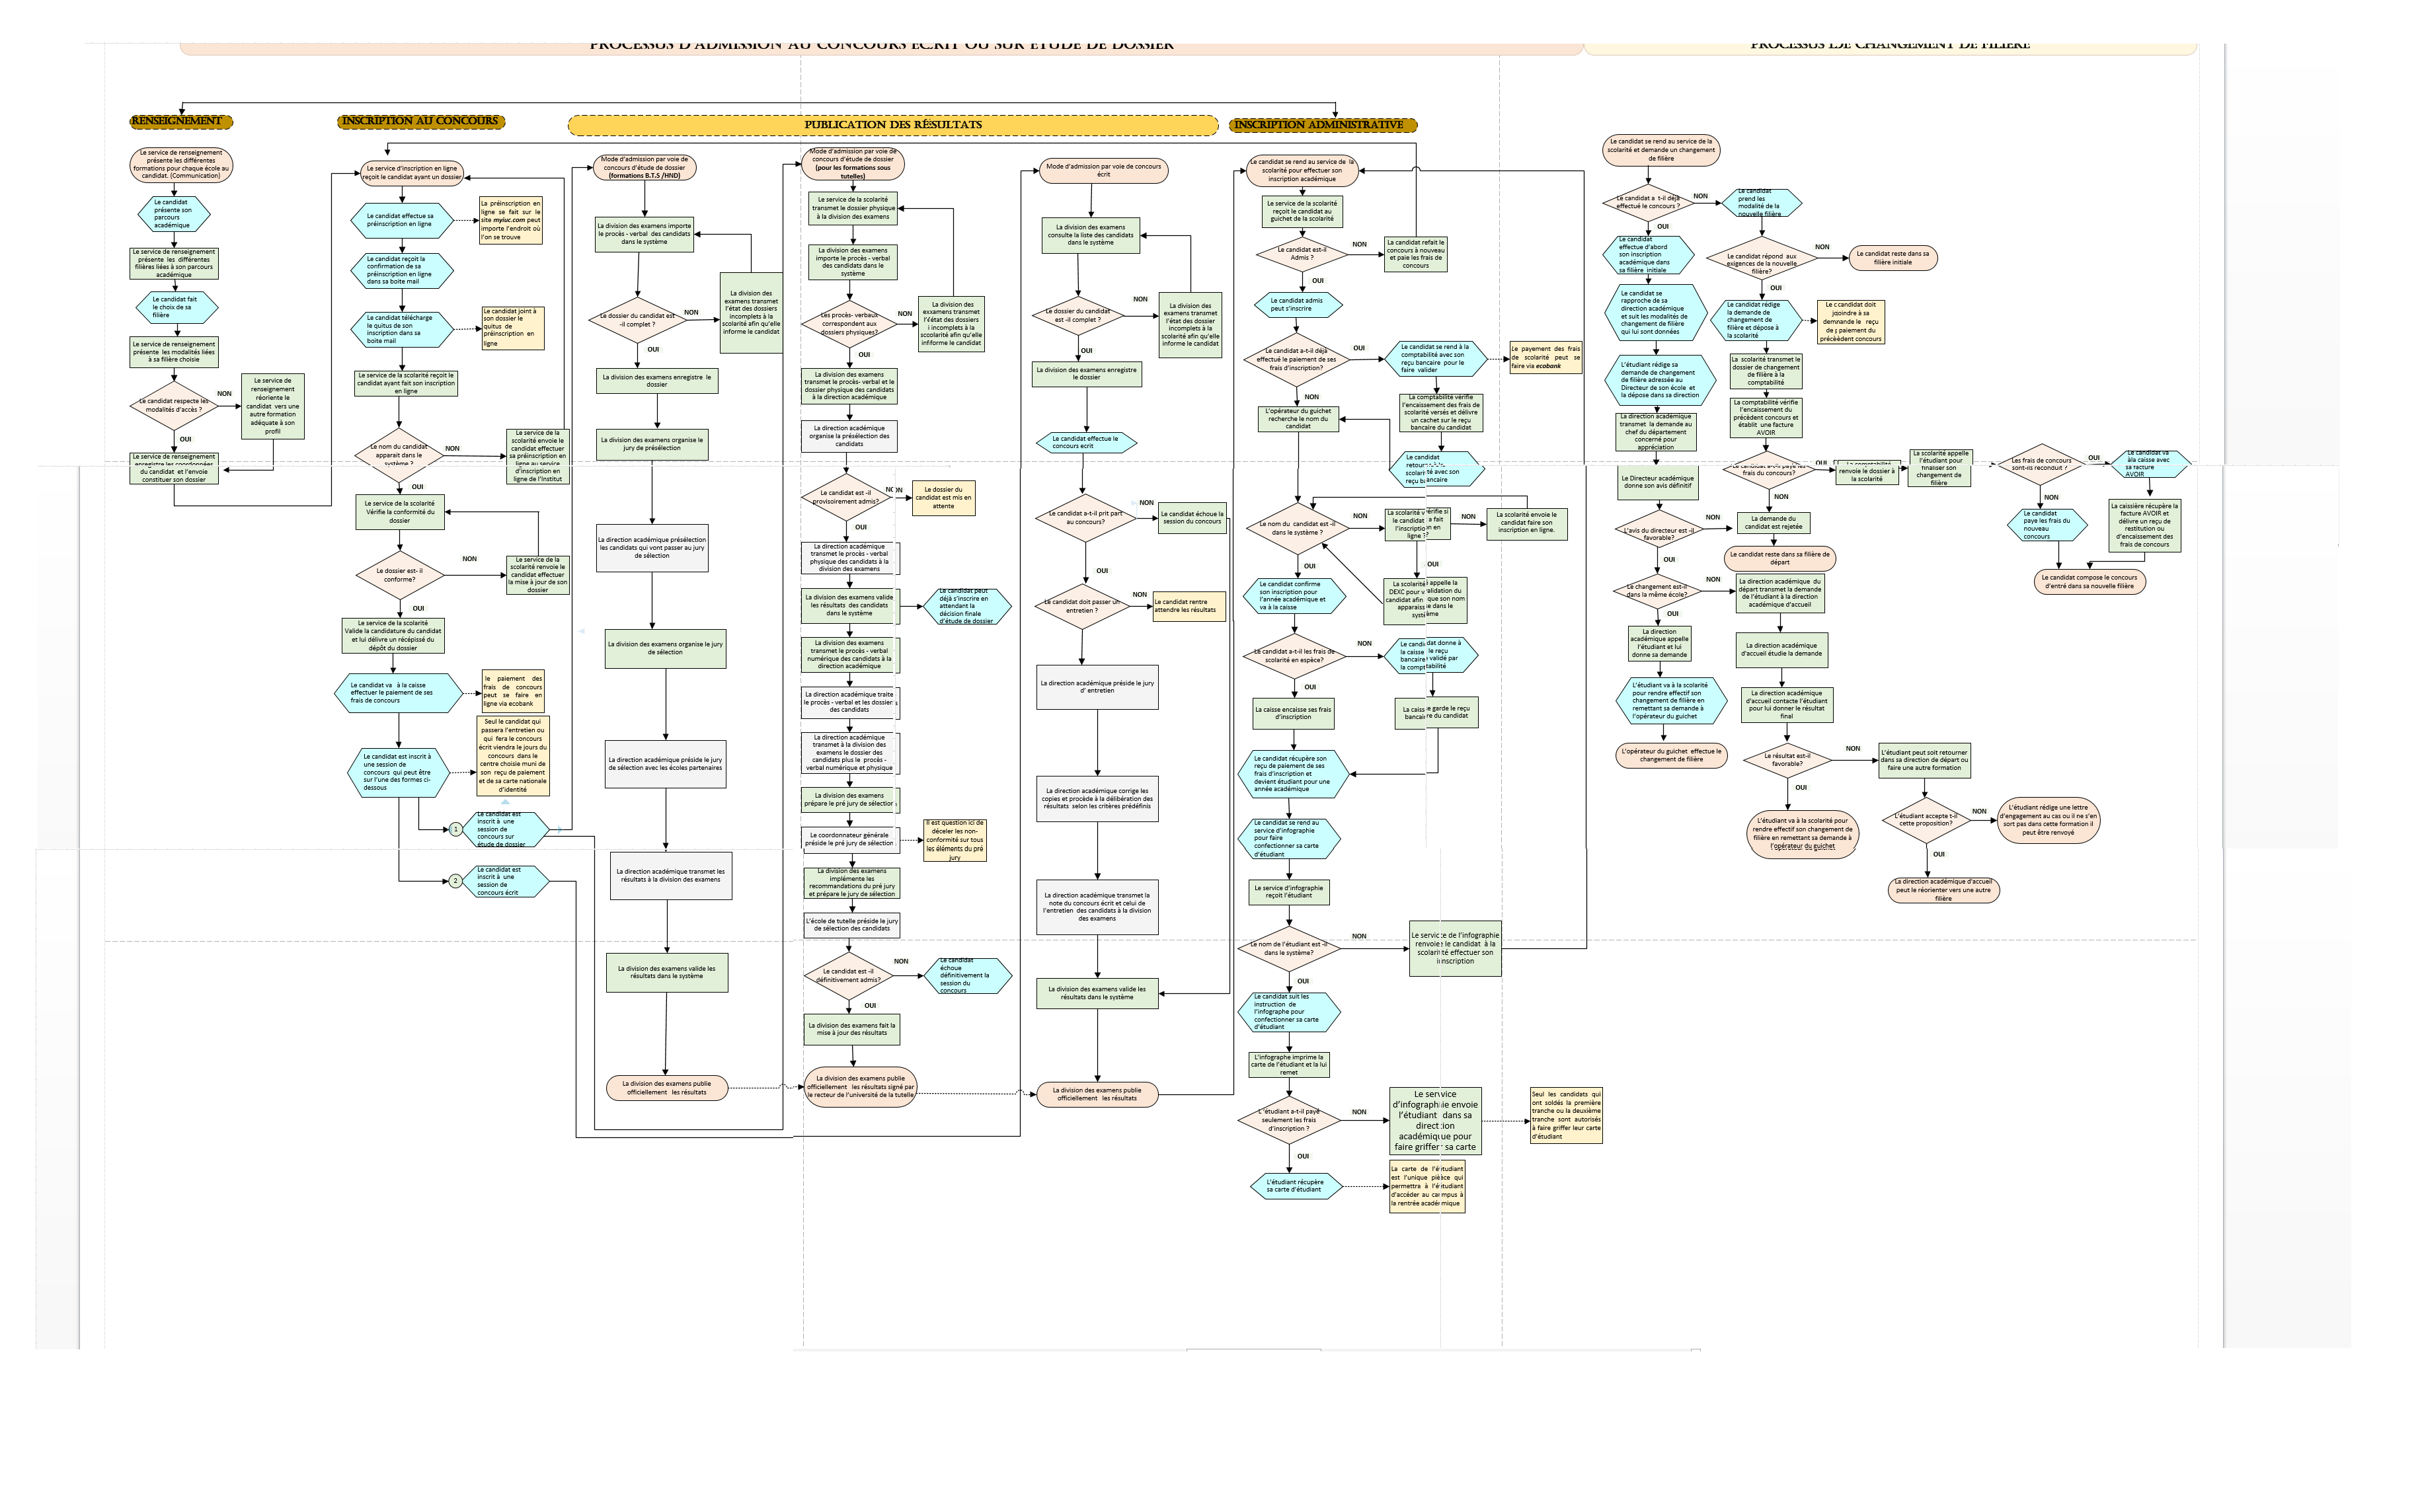 PROCESSUS D'ADMISSION AU CONCOURS ECRIT OU SUR ETUDE DE DOSSIER
PROCESSUS DE CHANGEMENT DE FILIERE
RENSEIGNEMENT
Le service de renseignement
présente les différentes
formations pour chaque école au
candidat. (Communication)
Le candidat
présente son
parcours
académique
Le service de renseignement
présente les différentes
filières liées à son parcours
académique
Le candidat fait
le choix de sa
filière
Le service de renseignement
présente les modalités liées
à sa filière choisie
Le candidat respecte les
modalités d'accès ?
NON
Le service de
renseignement
réoriente le
candidat vers une
autre formation
adéquate à son
profil
OUI
Le service de renseignement
enregistre les coordonnées
du candidat et l'envoie
constituer son dossier
INSCRIPTION AU CONCOURS
Le service d'inscription en ligne
reçoit le candidat ayant un dossier
Le candidat effectue sa
préinscription en ligne
La préinscription en
ligne se fait sur le
site myiuc.com peut
importe l'endroit où
l'on se trouve
Le candidat reçoit la
confirmation de sa
préinscription en ligne
dans sa boite mail
Le candidat télécharge
le quitus de son
inscription dans sa
boite mail
Le candidat joint à
son dossier le
quitus de
préinscription en
ligne
Le service de la scolarité reçoit le
candidat ayant fait son inscription
en ligne
Le nom du candidat
apparait dans le
système ?
NON
Le service de la
scolarité envoie le
candidat effectuer
sa préinscription en
ligne au service
d'inscription en
ligne de l'Institut
OUI
Le service de la scolarité
Vérifie la conformité du
dossier
Le dossier est- il
conforme?
NON
Le service de la
scolarité renvoie le
candidat effectuer
la mise à jour de son
dossier
OUI
Le service de la scolarité
Valide la candidature du candidat
et lui délivre un récépissé du
dépôt du dossier
Le candidat va à la caisse
effectuer le paiement de ses
frais de concours
le paiement des
frais de concours
peut se faire en
ligne via ecobank
Le candidat est inscrit à
une session de
concours qui peut être
sur l'une des formes ci-
dessous
Seul le candidat qui
passera l'entretien ou
qui fera le concours
écrit viendra le jours du
concours dans le
centre choisie muni de
son reçu de paiement
et de sa carte nationale
d'identité
1
Le candidat est
inscrit à une
session de
concours sur
étude de dossier
2
Le candidat est
inscrit à une
session de
concours écrit
PUBLICATION DES RÉSULTATS
Mode d'admission par voie de
concours d'étude de dossier
(formations B.T.S /HND)
La division des examens importe
le procès - verbal des candidats
dans le système
Le dossier du candidat est
-il complet ?
NON
La division des
examens transmet
l'état des dossiers
incomplets à la
scolarité afin qu'elle
informe le candidat
OUI
La division des examens enregistre le
dossier
La division des examens organise le
jury de présélection
La direction académique présélection
les candidats qui vont passer au jury
de sélection
La division des examens organise le jury
de sélection
La direction académique préside le jury
de sélection avec les écoles partenaires
La direction académique transmet les
résultats à la division des examens
La division des examens valide les
résultats dans le système
La division des examens publie
officiellement les résultats
Mode d'admission par voie de
concours d'étude de dossier
(pour les formations sous
tutelles)
Le service de la scolarité
transmet le dossier physique
à la division des examens
La division des examens
importe le procès - verbal
des candidats dans le
système
Les procès- verbaux
correspondent aux
dossiers physiques?
NON
La division des
examens transmet
l'état des dossiers
i incomplets à la
sccolarité afin qu'elle
infiforme le candidat
OUI
La division des examens
transmet le procès- verbal et le
dossier physique des candidats
à la direction académique
La direction académique
organise la présélection des
candidats
Le candidat est -il
provisoirement admis?
NON
Le dossier du
candidat est mis en
attente
OUI
La direction académique
transmet le procès - verbal
physique des candidats à la
division des examens
La division des examens valide
les résultats des candidats
dans le système
Le candidat peut
déjà s'inscrire en
attendant la
décision finale
d'étude de dossier
La division des examens
transmet le procès - verbal
numérique des candidats à la
direction académique
La direction académique traite
le procès - verbal et les dossiers
des candidats
La direction académique
transmet à la division des
examens le dossier des
candidats plus le procès -
verbal numérique et physique
La division des examens
prépare le pré jury de sélection
Le coordonnateur générale
préside le pré jury de sélection
Il est question ici de
déceler les non-
conformité sur tous
les éléments du pré
jury
La division des examens
implémente les
recommandations du pré jury
et prépare le jury de sélection
L'école de tutelle préside le jury
de sélection des candidats
Le candidat est -il
définitivement admis?
NON
Le candidat
échoue
définitivement la
session du
concours
OUI
La division des examens fait la
mise à jour des résultats
La division des examens publie
officiellement les résultats signé par
le recteur de l'université de la tutelle
Mode d'admission par voie de concours
écrit
La division des examens
consulte la liste des candidats
dans le système
Le dossier du candidat
est -il complet ?
NON
La division des
examens transmet
l'état des dossiers
incomplets à la
scolarité afin qu'elle
informe le candidat
OUI
La division des examens enregistre
le dossier
Le candidat effectue le
concours ecrit
Le candidat a-t-il prit part
au concours?
NON
Le candidat échoue la
session du concours
OUI
Le candidat doit passer un
entretien ?
NON
Le candidat rentre
attendre les résultats
La direction académique préside le jury
d' entretien
La direction académique corrige les
copies et procède à la délibération des
résultats selon les critères prédéfinis
La direction académique transmet la
note du concours écrit et celui de
l'entretien des candidats à la division
des examens
La division des examens valide les
résultats dans le système
La division des examens publie
officiellement les résultats
INSCRIPTION ADMINISTRATIVE
Le candidat se rend au service de la
scolarité pour effectuer son
inscription académique
Le service de la scolarité
reçoit le candidat au
guichet de la scolarité
Le candidat est-il
Admis ?
NON
La candidat refait le
concours à nouveau
et paie les frais de
concours
OUI
Le candidat admis
peut s'inscrire
Le candidat a-t-il déjà
effectué le paiement de ses
frais d'inscription?
OUI
Le candidat se rend à la
comptabilité avec son
reçu bancaire pour le
faire valider
Le payement des frais
de scolarité peut se
faire via ecobank
NON
La comptabilité vérifie
l'encaissement des frais de
scolarité versés et délivre
un cachet sur le reçu
bancaire du candidat
L'opérateur du guichet
recherche le nom du
candidat
Le candidat
Le nom du candidat est -il
dans le système ?
NON
NON
La scolarité envoie le
candidat faire son
inscription en ligne.
OUI
OUI
Le candidat confirme
son inscription pour
l'année académique et
va à la caisse
Le candidat a-t-il les frais de
scolarité en espèce?
NON
OUI
La caisse encaisse ses frais
d'inscription
Le candidat récupère son
reçu de paiement de ses
frais d'inscription et
devient étudiant pour une
année académique
Le candidat se rend au
service d'infographie
pour faire
confectionner sa carte
d'étudiant
Le service d'infographie
reçoit l'étudiant
Le nom de l'étudiant est -il
dans le système?
NON
Le service de l'infographie
renvoie le candidat à la
scolarité effectuer son
inscription
OUI
Le candidat suit les
instruction de
l'infographe pour
confectionner sa carte
d'étudiant
L'infographe imprime la
carte de l'étudiant et la lui
remet
L'étudiant a-t-il payé
seulement les frais
d'inscription ?
NON
Le service
d'infographie envoie
l'étudiant dans sa
direction
académique pour
faire griffer sa carte
Seul les candidats qui
ont soldés la première
tranche ou la deuxième
tranche sont autorisés
à faire griffer leur carte
d'étudiant
OUI
L'étudiant récupère
sa carte d'étudiant
La carte de l'étudiant
est l'unique pièce qui
permettra à l'étudiant
d'accéder au campus à
la rentrée académique
Le candidat se rend au service de la
scolarité et demande un changement
de filière
Le candidat a t-il déjà
effectué le concours ?
NON
Le candidat
prend les
modalité de la
nouvelle filière
OUI
Le candidat
effectue d'abord
son inscription
académique dans
sa filière initiale
Le candidat se
rapproche de sa
direction académique
et suit les modalités de
changement de filière
qui lui sont données
L'étudiant rédige sa
demande de changement
de filière adressée au
Directeur de son école et
la dépose dans sa direction
La direction académique
transmet la demande au
chef du département
concerné pour
appréciation
Le Directeur académique
donne son avis définitif
L'avis du directeur est -il
favorable?
NON
OUI
Le changement est-il
dans la même école?
NON
OUI
La direction
académique appelle
l'étudiant et lui
donne sa demande
L'étudiant va à la scolarité
pour rendre effectif son
changement de filière en
remettant sa demande à
l'opérateur du guichet
L'opérateur du guichet effectue le
changement de filière
Le candidat répond aux
exigences de la nouvelle
filière?
NON
Le candidat reste dans sa
filière initiale
OUI
Le candidat rédige
la demande de
changement de
filière et dépose à
la scolarité
La scolarité transmet le
dossier de changement
de filière à la
comptabilité
La comptabilité vérifie
l'encaissement du
précèdent concours et
établit une facture
AVOIR
frais du concours?
OUI
envoie le dossier à
la scolarité
La scolarité appelle
l'étudiant pour
finaliser son
changement de
filière
Les frais de concours
sont-ils reconduit ?
OUI
Le candidat va
àla caisse avec
sa facture
AVOIR
NON
Le candidat
paye les frais du
nouveau
concours
La caissière récupère la
facture AVOIR et
délivre un reçu de
restitution ou
d'encaissement des
frais de concours
Le candidat compose le concours
d'entré dans sa nouvelle filière
NON
La demande du
candidat est rejetée
Le candidat reste dans sa filière de
départ
La direction académique du
départ transmet la demande
de l'étudiant à la direction
académique d'accueil
La direction académique
d'accueil étudie la demande
La direction académique
d'accueil contacte l'étudiant
pour lui donner le résultat
final
Le résultat est-il
favorable?
NON
L'étudiant peut soit retourner
dans sa direction de départ ou
faire une autre formation
OUI
L'étudiant va à la scolarité pour
rendre effectif son changement de
filière en remettant sa demande à
l'opérateur du guichet
L'étudiant accepte t-il
cette proposition?
NON
L'étudiant rédige une lettre
d'engagement au cas ou il ne s'en
sort pas dans cette formation il
peut être renvoyé
OUI
La direction académique d'accueil
peut le réorienter vers une autre
filière